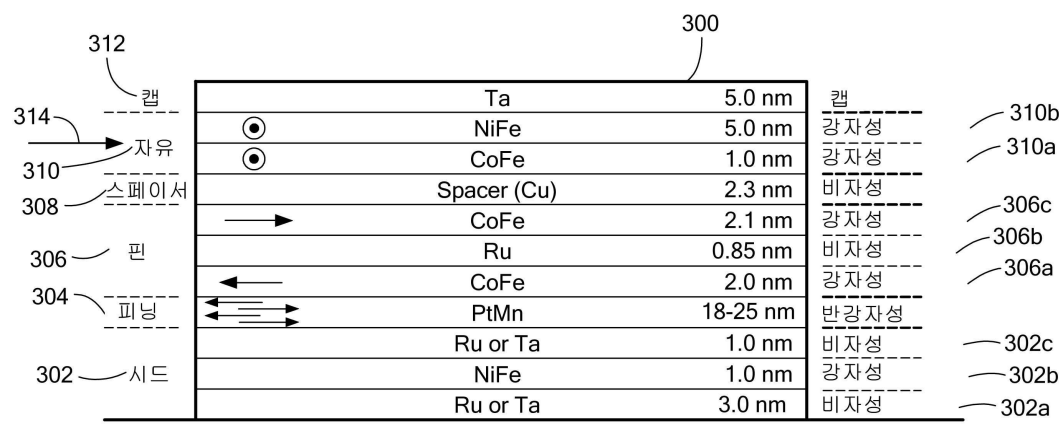 300
312
캡 Ta 5.0 nm 캡
314
NiFe 5.0 nm 강자성 310b
자유
310
CoFe 1.0 nm 강자성 310a
스페이서 Spacer (Cu) 2.3 nm 비자성
308
CoFe 2.1 nm 강자성 306c
306 핀 Ru 0.85 nm 비자성 306b
CoFe 2.0 nm 강자성 306a
304
피닝 PtMn 18-25 nm 반강자성
Ru or Ta 1.0 nm 비자성 302c
302 시드 NiFe 1.0 nm 강자성 302b
Ru or Ta 3.0 nm 비자성 302a